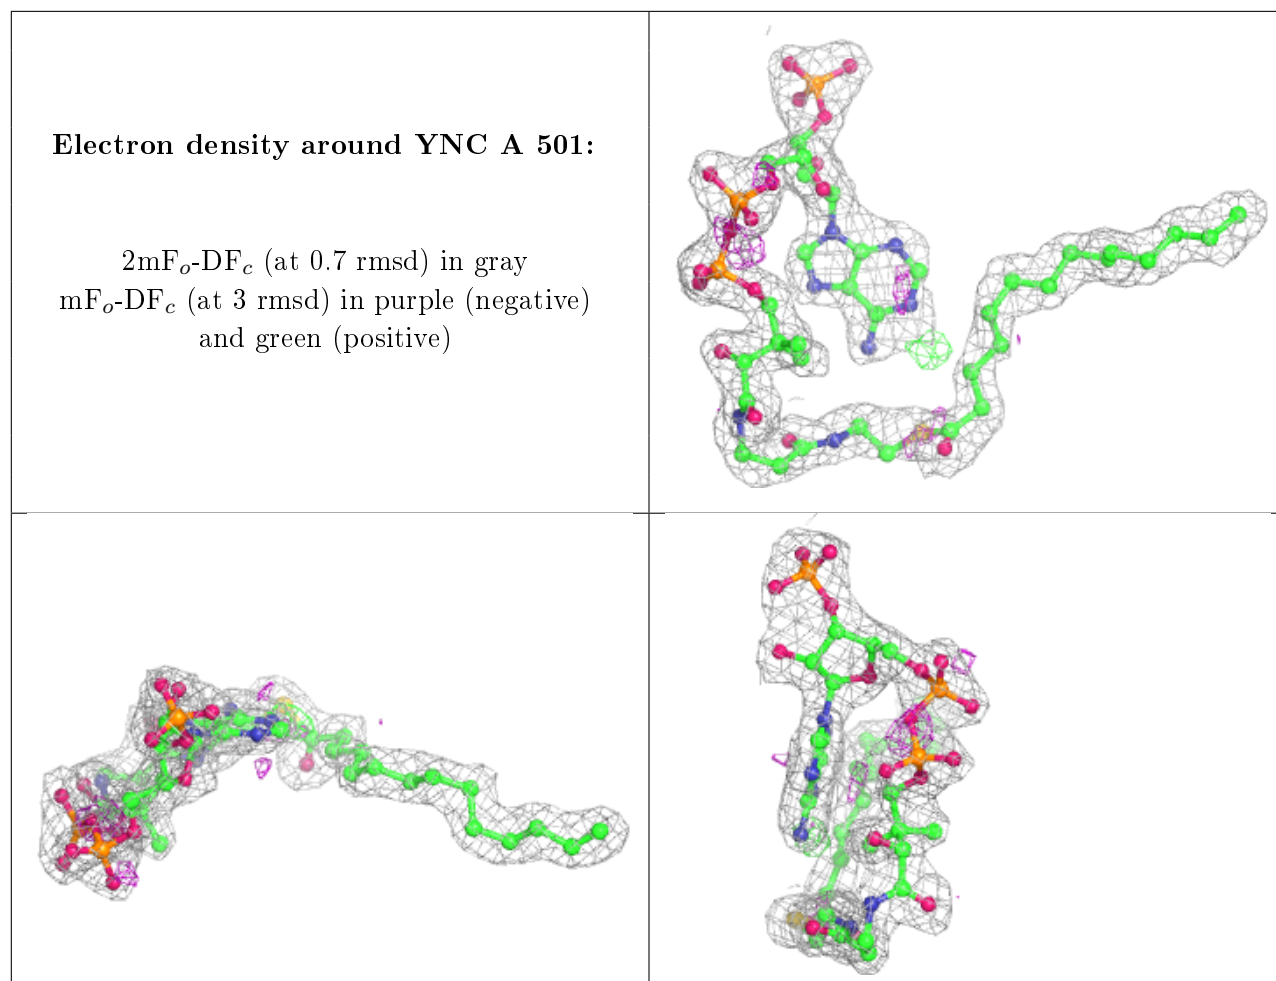 Electron density around YNC A 501:
2mFo-DFc (at 0.7 rmsd) in gray
mFo-DFc (at 3 rmsd) in purple (negative)
and green (positive)